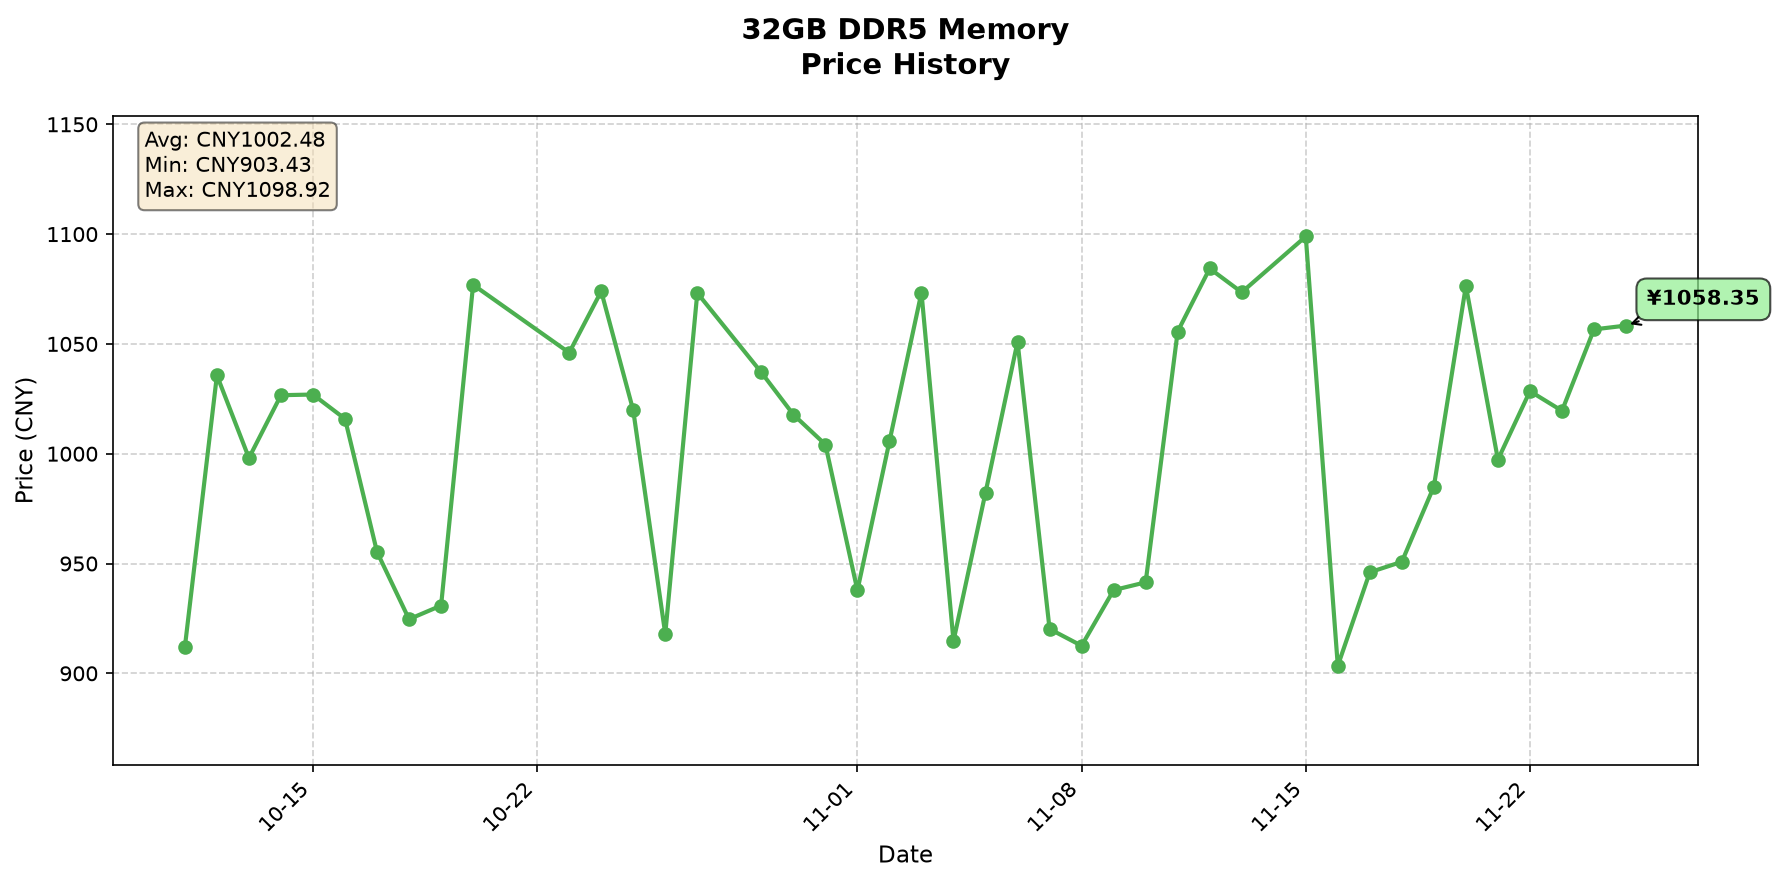 32GB DDR5 Memory
Price History
Avg: CNY1002.48
Min: CNY903.43
Max: CNY1098.92
¥1058.35
Price (CNY)
1150
1100
1050
1000
950
900
10-15
10-22
11-01
11-08
11-15
11-22
Date